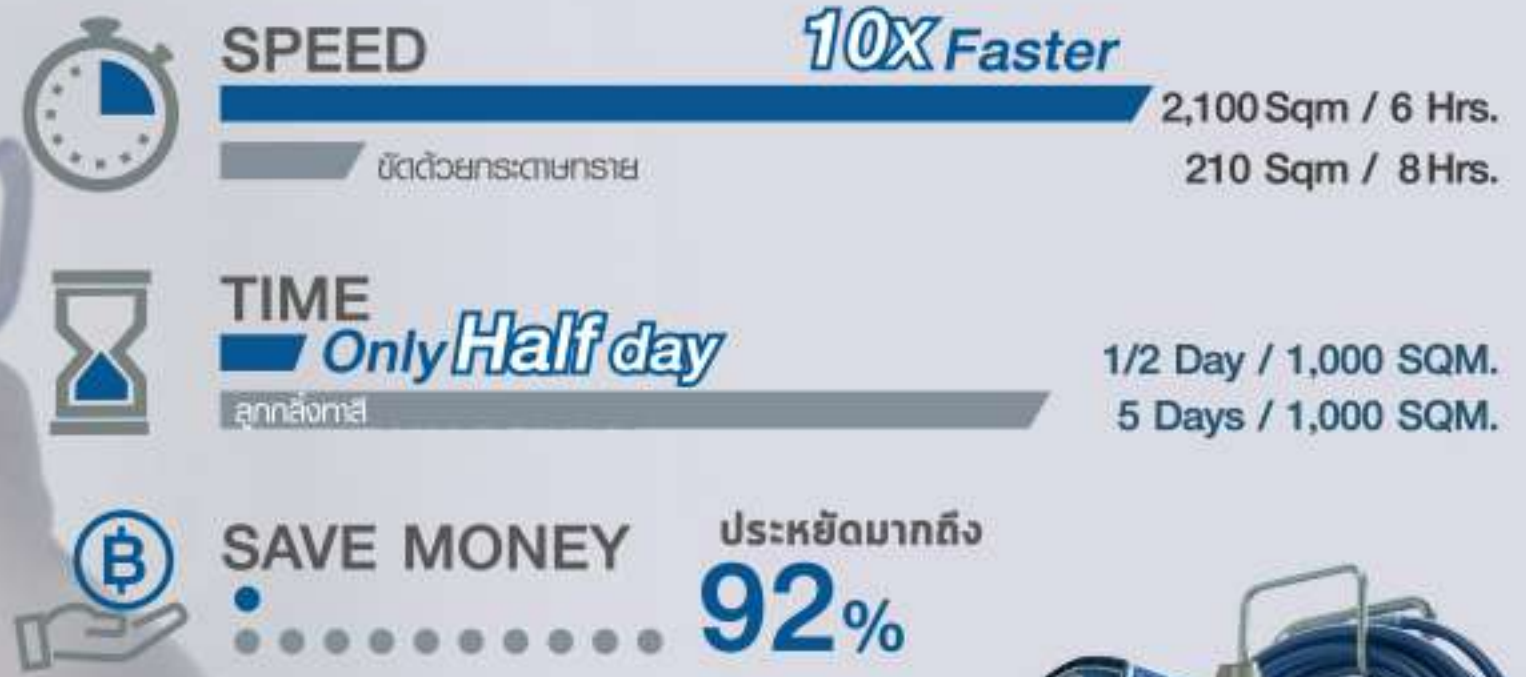 SPEED
10X Faster
2,100 Sqm / 6 Hrs.
ขัดด้วยกระดาษทราย
210 Sqm / 8 Hrs.
TIME
Only Half day
1/2 Day / 1,000 SQM.
ลูกกลิ้งทาสี
5 Days / 1,000 SQM.
฿
SAVE MONEY
ประหยัดมากถึง
92%